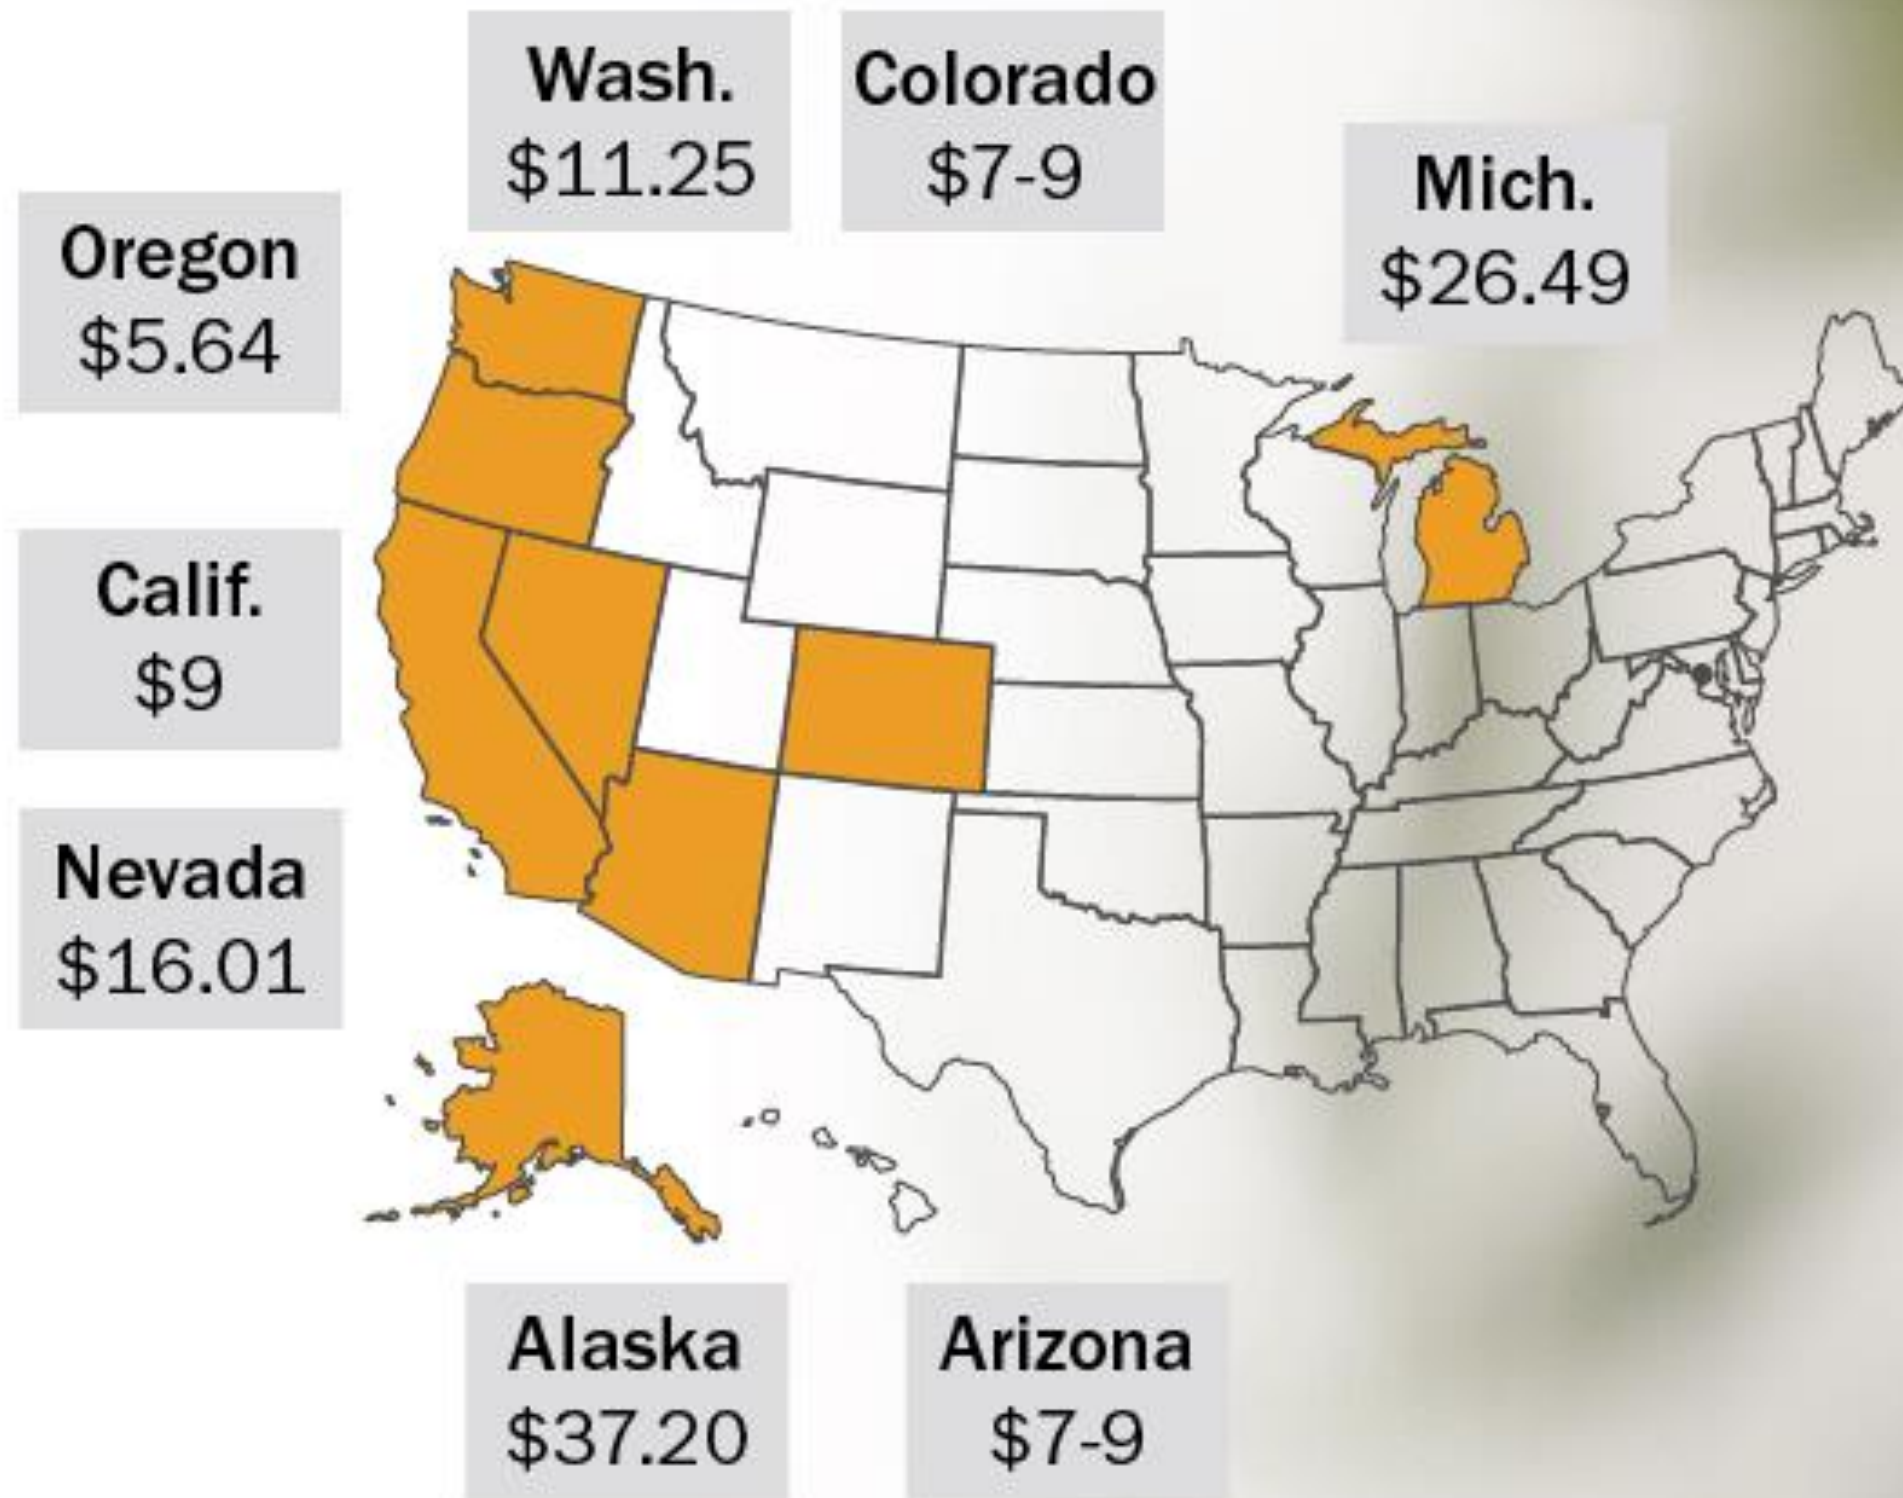 Wash.
$11.25
Colorado
$7-9
Mich.
$26.49
Oregon
$5.64
Calif.
$9
Nevada
$16.01
Alaska
$37.20
Arizona
$7-9